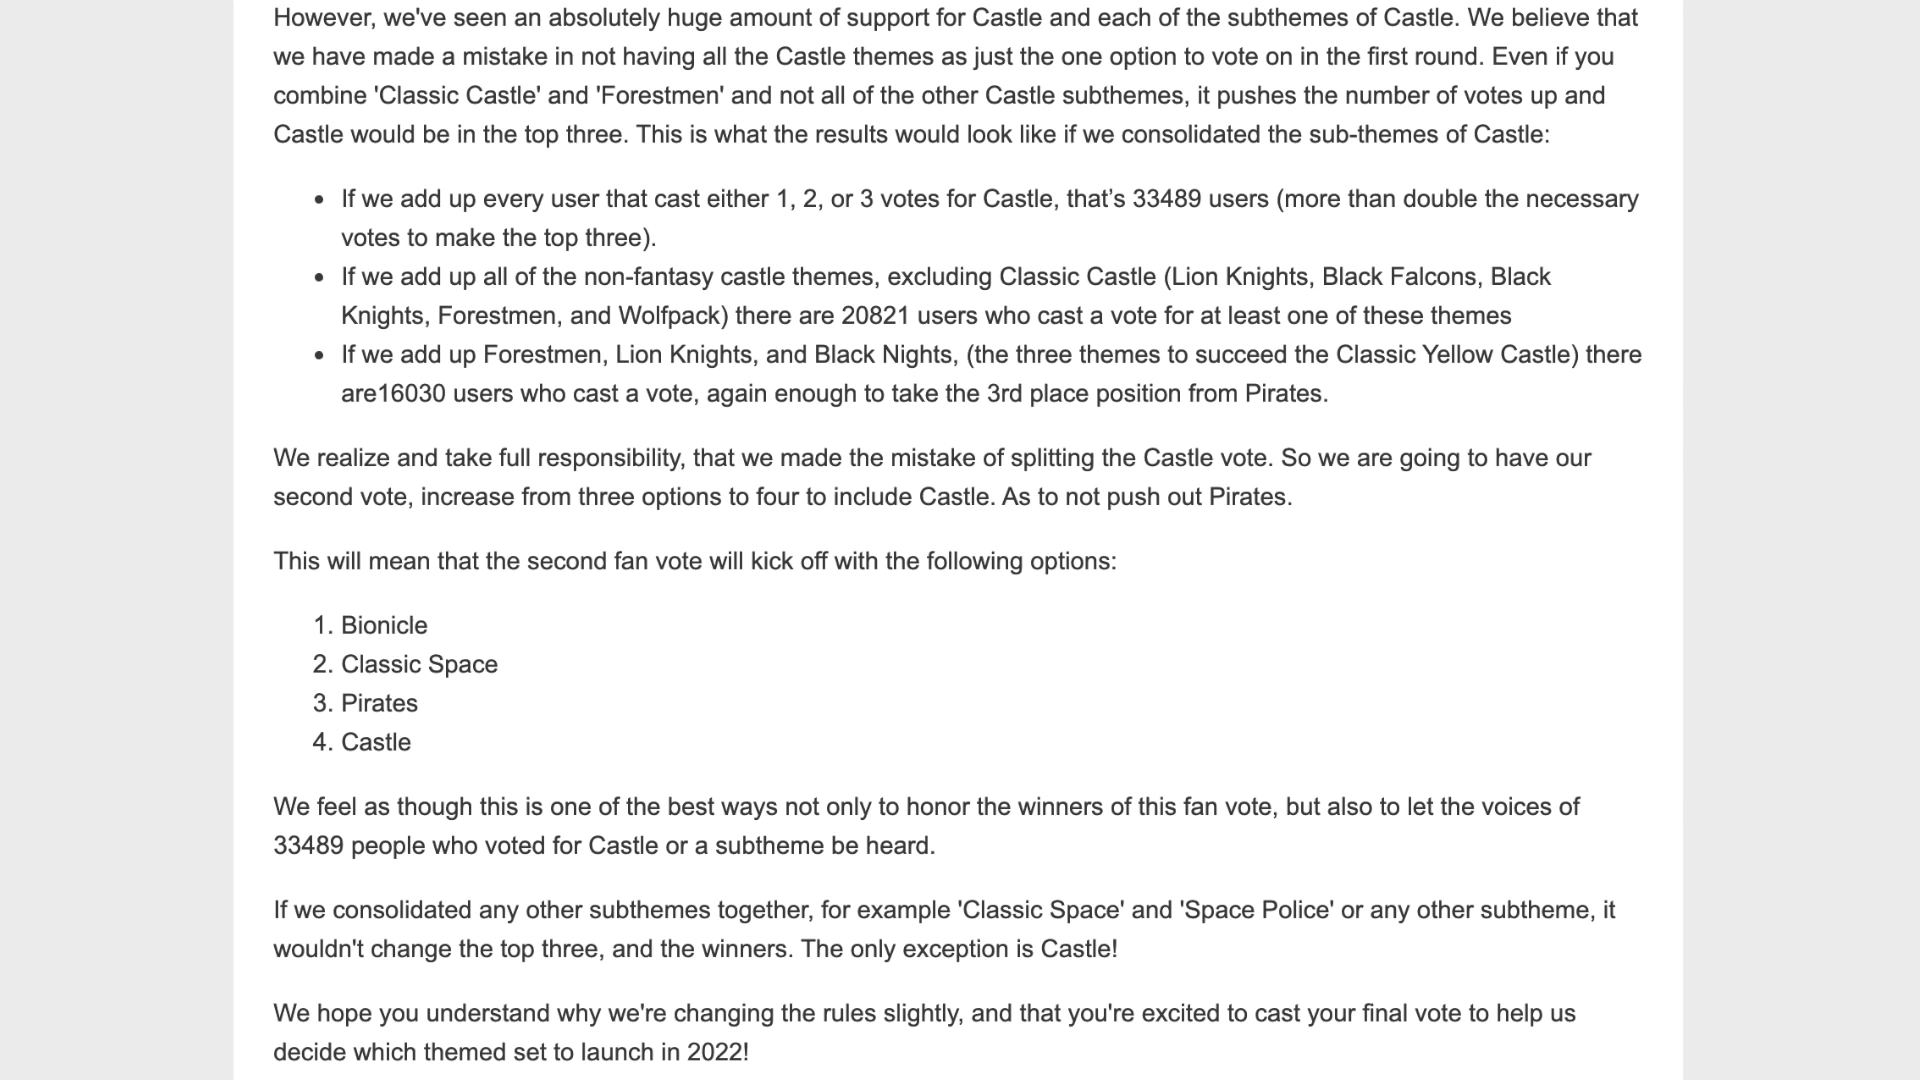 However, we've seen an absolutely huge amount of support for Castle and each of the subthemes of Castle. We believe that
we have made a mistake in not having all the Castle themes as just the one option to vote on in the first round. Even if you
combine 'Classic Castle' and 'Forestmen' and not all of the other Castle subthemes, it pushes the number of votes up and
Castle would be in the top three. This is what the results would look like if we consolidated the sub-themes of Castle:
• If we add up every user that cast either 1, 2, or 3 votes for Castle, that’s 33489 users (more than double the necessary
votes to make the top three).
• If we add up all of the non-fantasy castle themes, excluding Classic Castle (Lion Knights, Black Falcons, Black
Knights, Forestmen, and Wolfpack) there are 20821 users who cast a vote for at least one of these themes
• If we add up Forestmen, Lion Knights, and Black Nights, (the three themes to succeed the Classic Yellow Castle) there
are16030 users who cast a vote, again enough to take the 3rd place position from Pirates.
We realize and take full responsibility, that we made the mistake of splitting the Castle vote. So we are going to have our
second vote, increase from three options to four to include Castle. As to not push out Pirates.
This will mean that the second fan vote will kick off with the following options:
1. Bionicle
2. Classic Space
3. Pirates
4. Castle
We feel as though this is one of the best ways not only to honor the winners of this fan vote, but also to let the voices of
33489 people who voted for Castle or a subtheme be heard.
If we consolidated any other subthemes together, for example 'Classic Space' and 'Space Police' or any other subtheme, it
wouldn't change the top three, and the winners. The only exception is Castle!
We hope you understand why we're changing the rules slightly, and that you're excited to cast your final vote to help us
decide which themed set to launch in 2022!